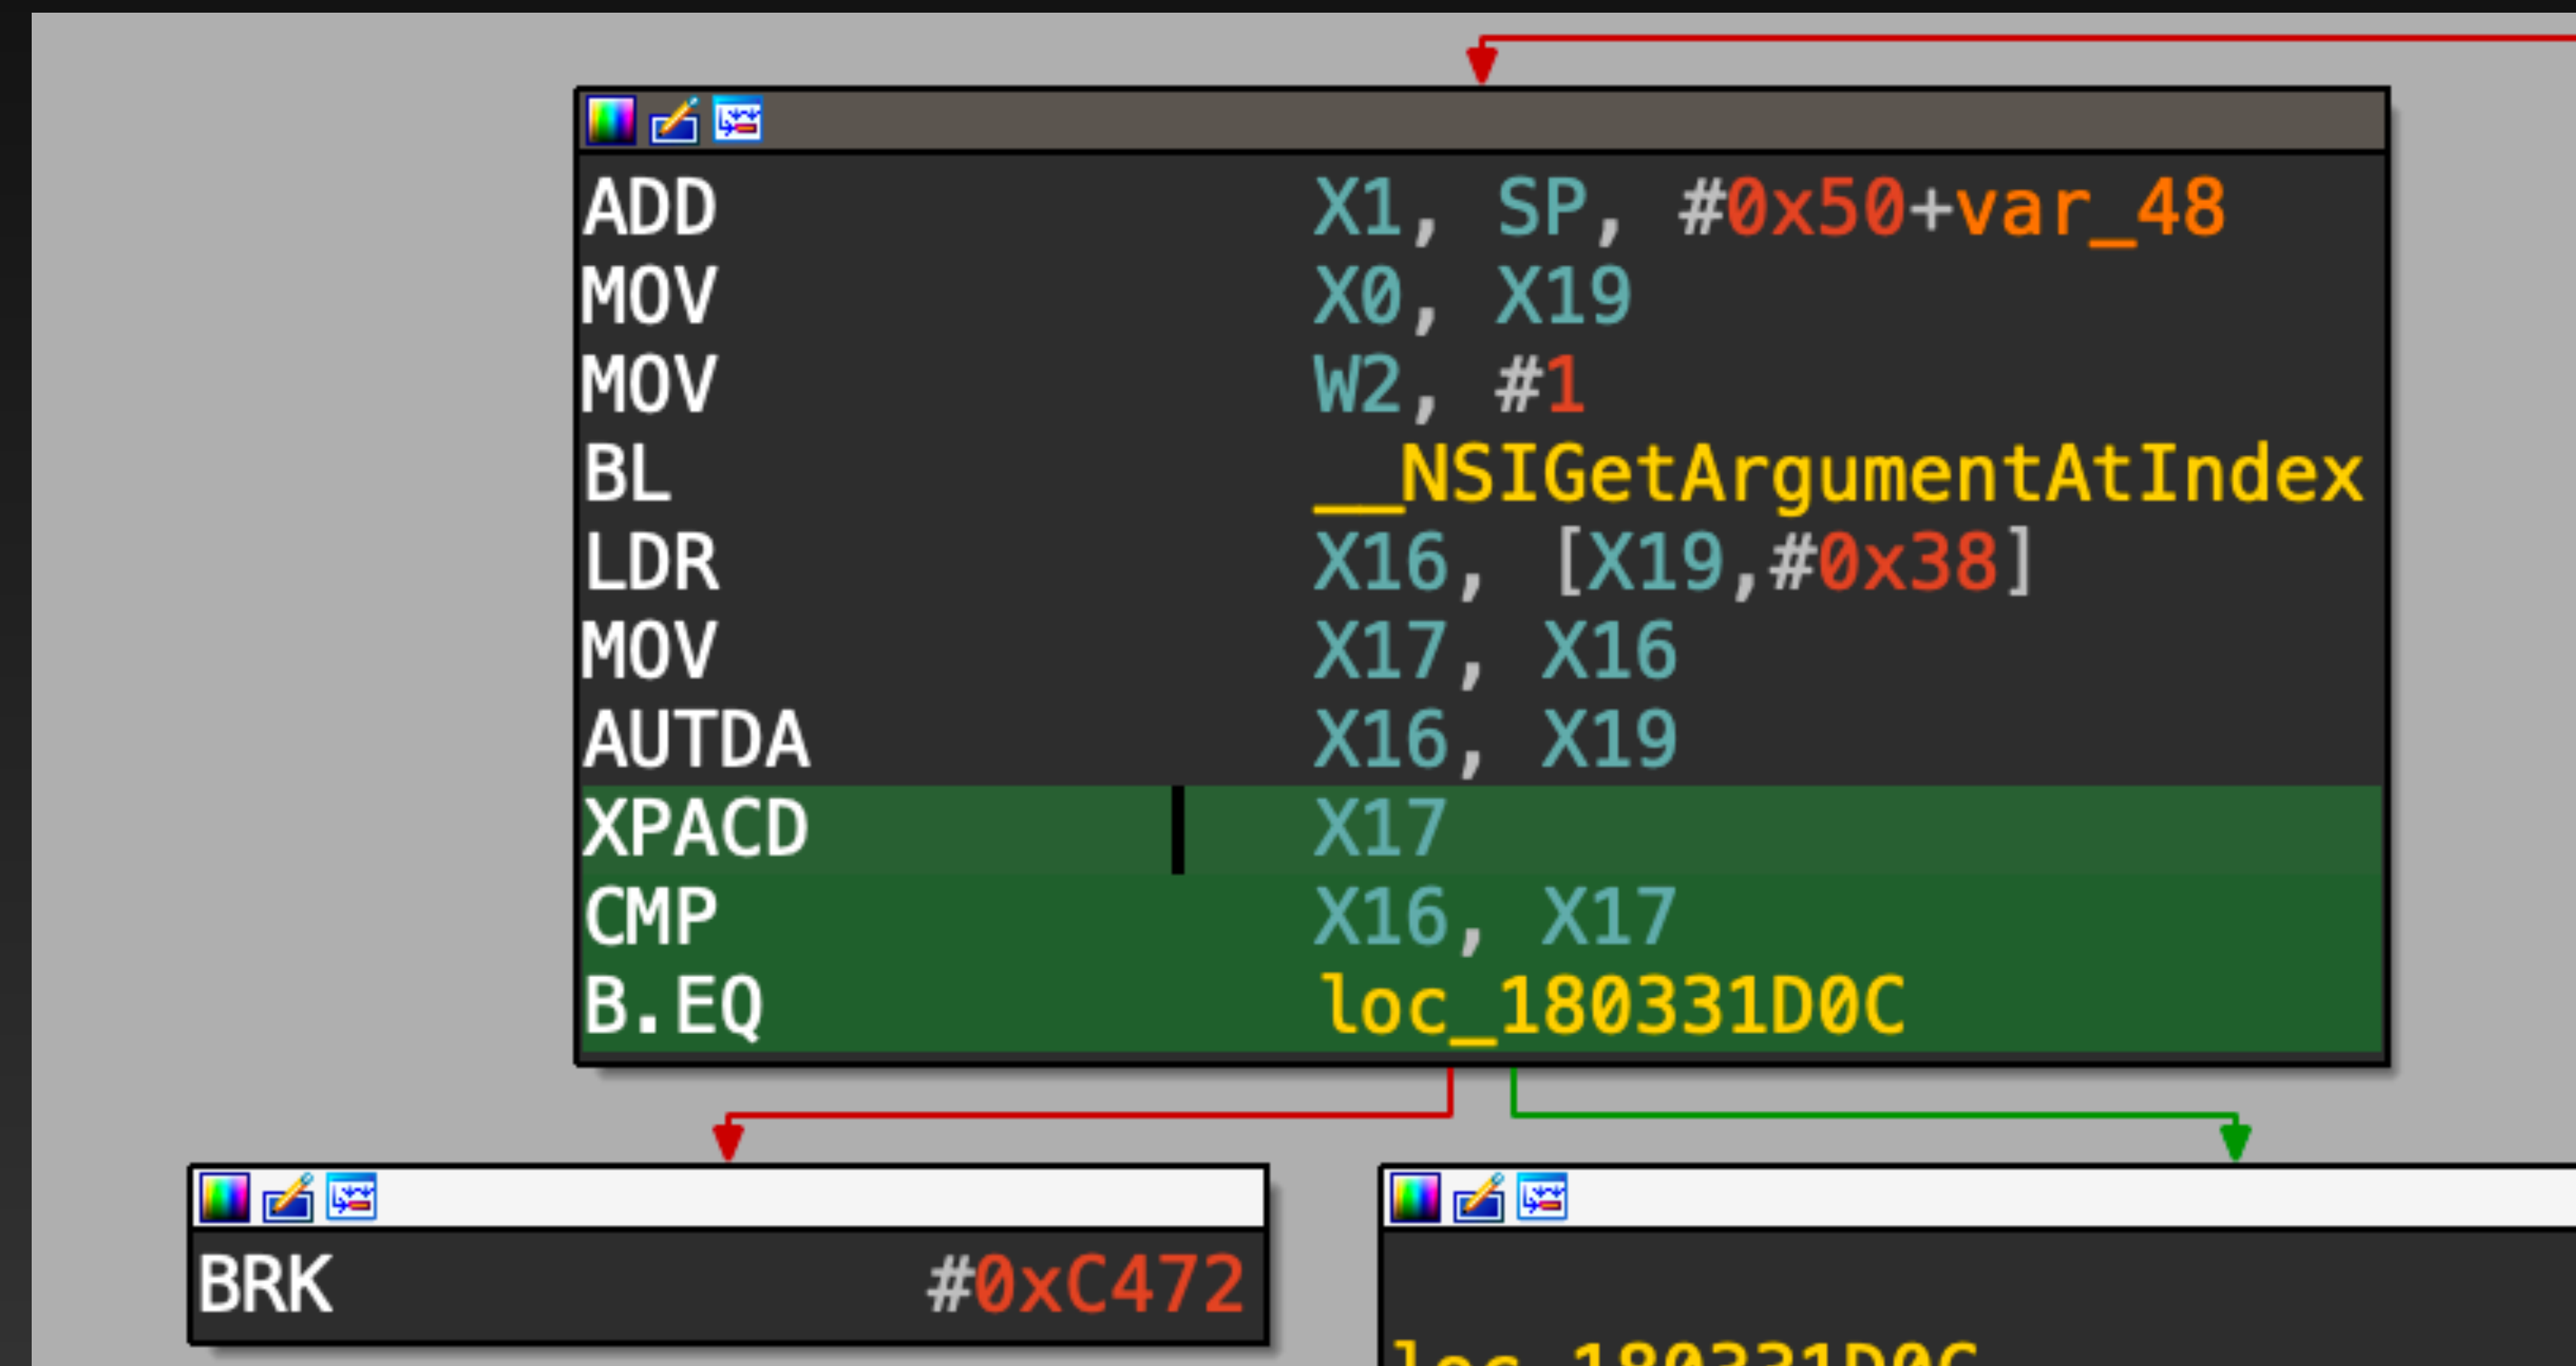 ADD X1, SP, #0x50+var_48
MOV X0, X19
MOV W2, #1
BL __NSIGetArgumentAtIndex
LDR X16, [X19,#0x38]
MOV X17, X16
AUTDA X16, X19
XPACD X17
CMP X16, X17
B.EQ loc_180331D0C
BRK #0xC472
loc_180331D0C